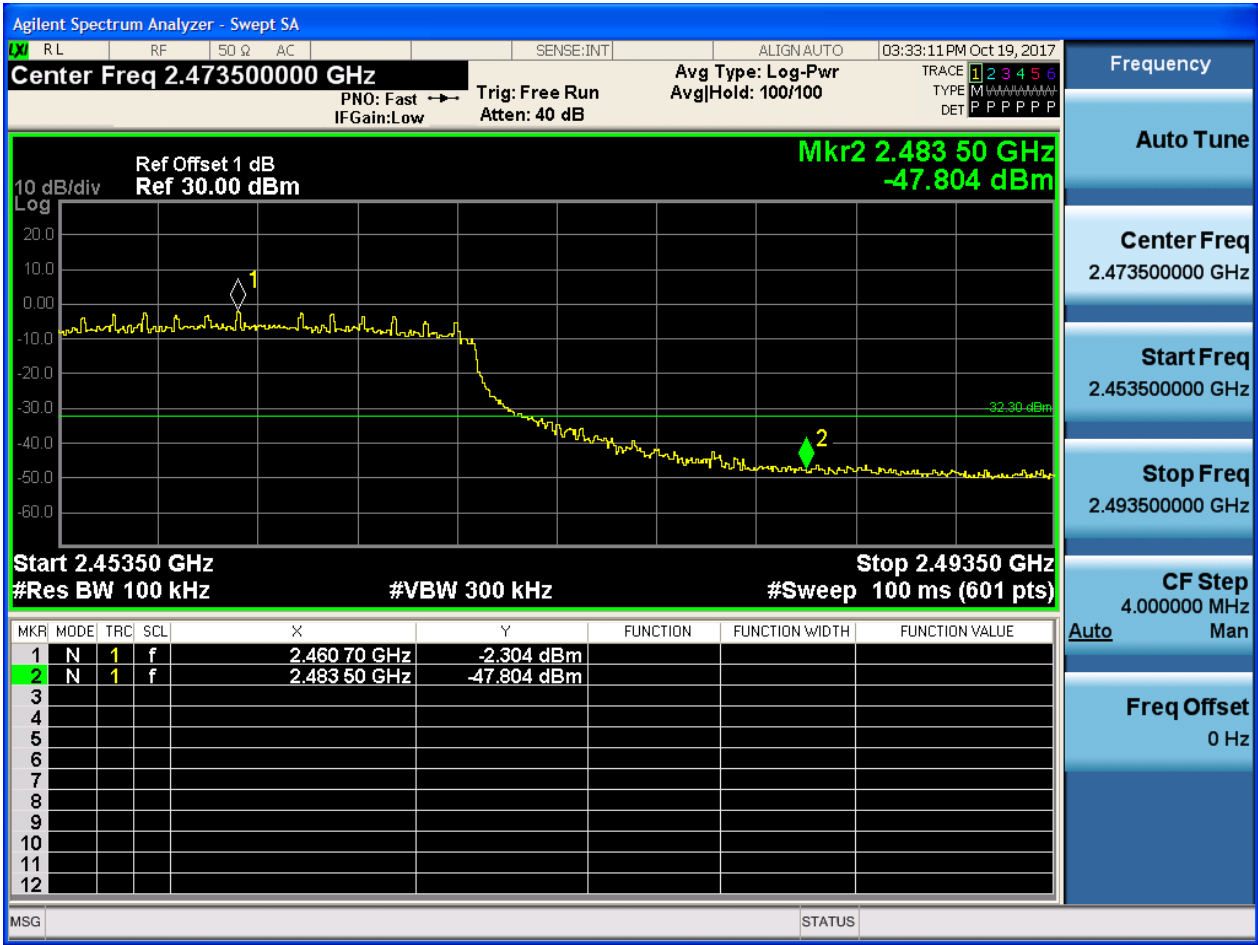 Agilent Spectrum Analyzer - Swept SA
LXI RL RF 50 Ω AC SENSE:INT ALIGN AUTO 03:33:11 PM Oct 19, 2017
Center Freq 2.473500000 GHz
PNO: Fast
IFGain:Low
Trig: Free Run
Atten: 40 dB
Avg Type: Log-Pwr
Avg|Hold: 100/100
TRACE 1 2 3 4 5 6
TYPE M WWWWW
DET P P P P P P
Ref Offset 1 dB
Ref 30.00 dBm
10 dB/div
Log
Mkr2 2.483 50 GHz
-47.804 dBm
20.0
10.0
0.00
-10.0
-20.0
-30.0
-40.0
-50.0
-60.0
1
2
-32.30 dBm
Start 2.45350 GHz
Stop 2.49350 GHz
#Res BW 100 kHz
#VBW 300 kHz
#Sweep 100 ms (601 pts)
MKR MODE TRC SCL X Y FUNCTION FUNCTION WIDTH FUNCTION VALUE
1 N 1 f 2.460 70 GHz -2.304 dBm
2 N 1 f 2.483 50 GHz -47.804 dBm
3
4
5
6
7
8
9
10
11
12
MSG STATUS
Frequency
Auto Tune
Center Freq
2.473500000 GHz
Start Freq
2.453500000 GHz
Stop Freq
2.493500000 GHz
CF Step
4.000000 MHz
Auto Man
Freq Offset
0 Hz